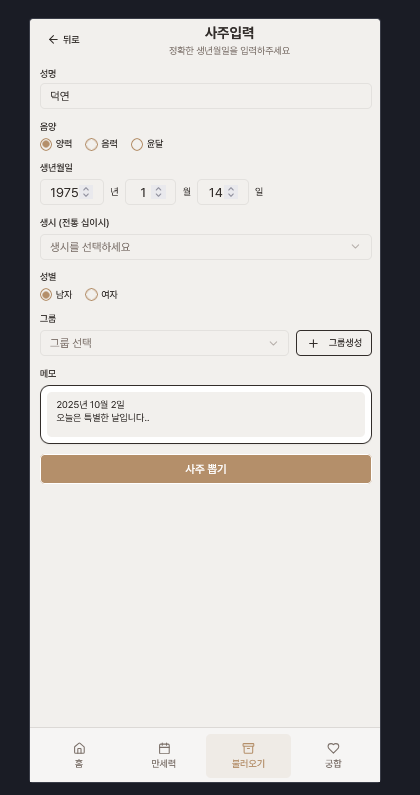 뒤로
사주입력
정확한 생년월일을 입력하주세요
성명
덕연
음양
양력 음력 윤달
생년월일
1975 년 1 월 14 일
생시 (전통 십이시)
생시를 선택하세요
성별
남자 여자
그룹
그룹 선택
그룹생성
메모
2025년 10월 2일
오늘은 특별한 날입니다..
사주 뽑기
홈 만세력 불러오기 궁합